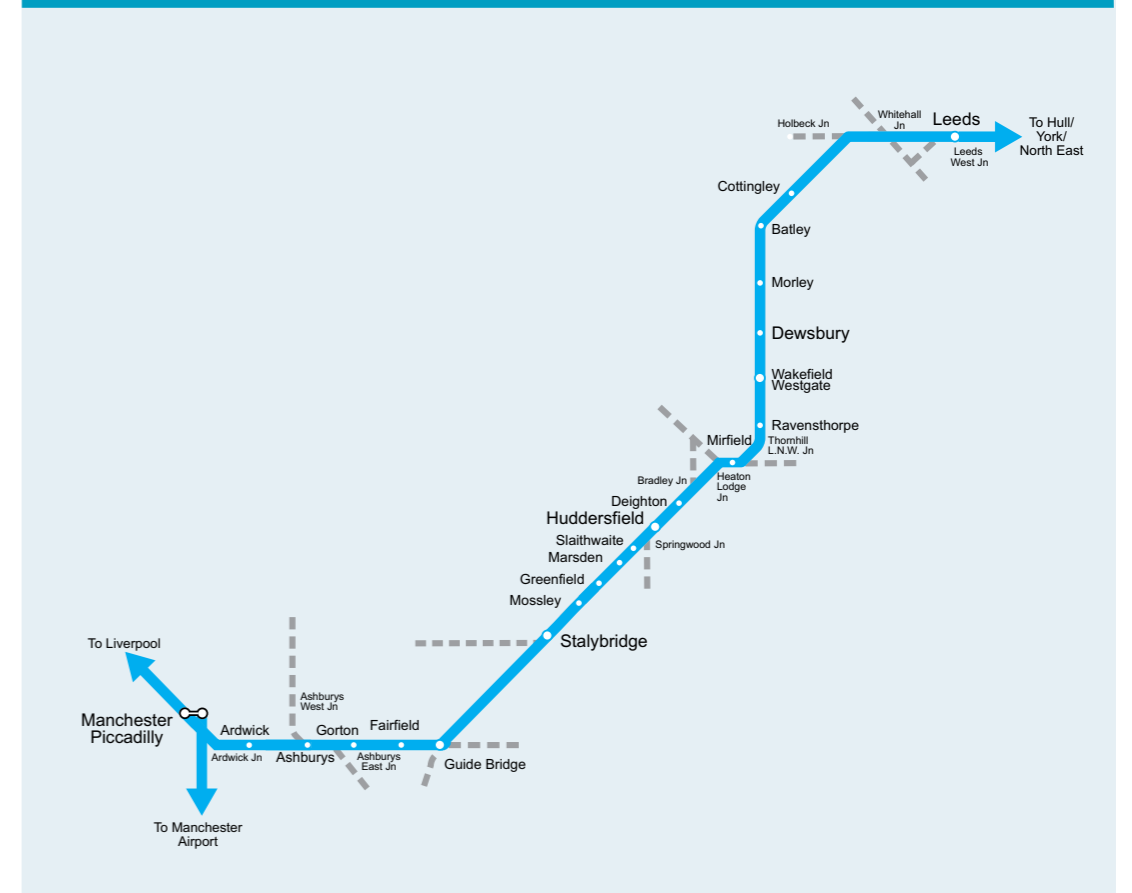 Holbeck Jn
Whitehall
Jn
Leeds
Leeds
West Jn
To Hull/
York/
North East
Cottingley
Batley
Morley
Dewsbury
Wakefield
Westgate
Ravensthorpe
Mirfield
Thornhill
L.N.W. Jn
Bradley Jn
Heaton
Lodge
Jn
Deighton
Huddersfield
Slaithwaite
Springwood Jn
Marsden
Greenfield
Mossley
Stalybridge
To Liverpool
Manchester
Piccadilly
Ardwick
Ardwick Jn
Ashburys
West Jn
Ashburys
Gorton
Ashburys
East Jn
Fairfield
Guide Bridge
To Manchester
Airport